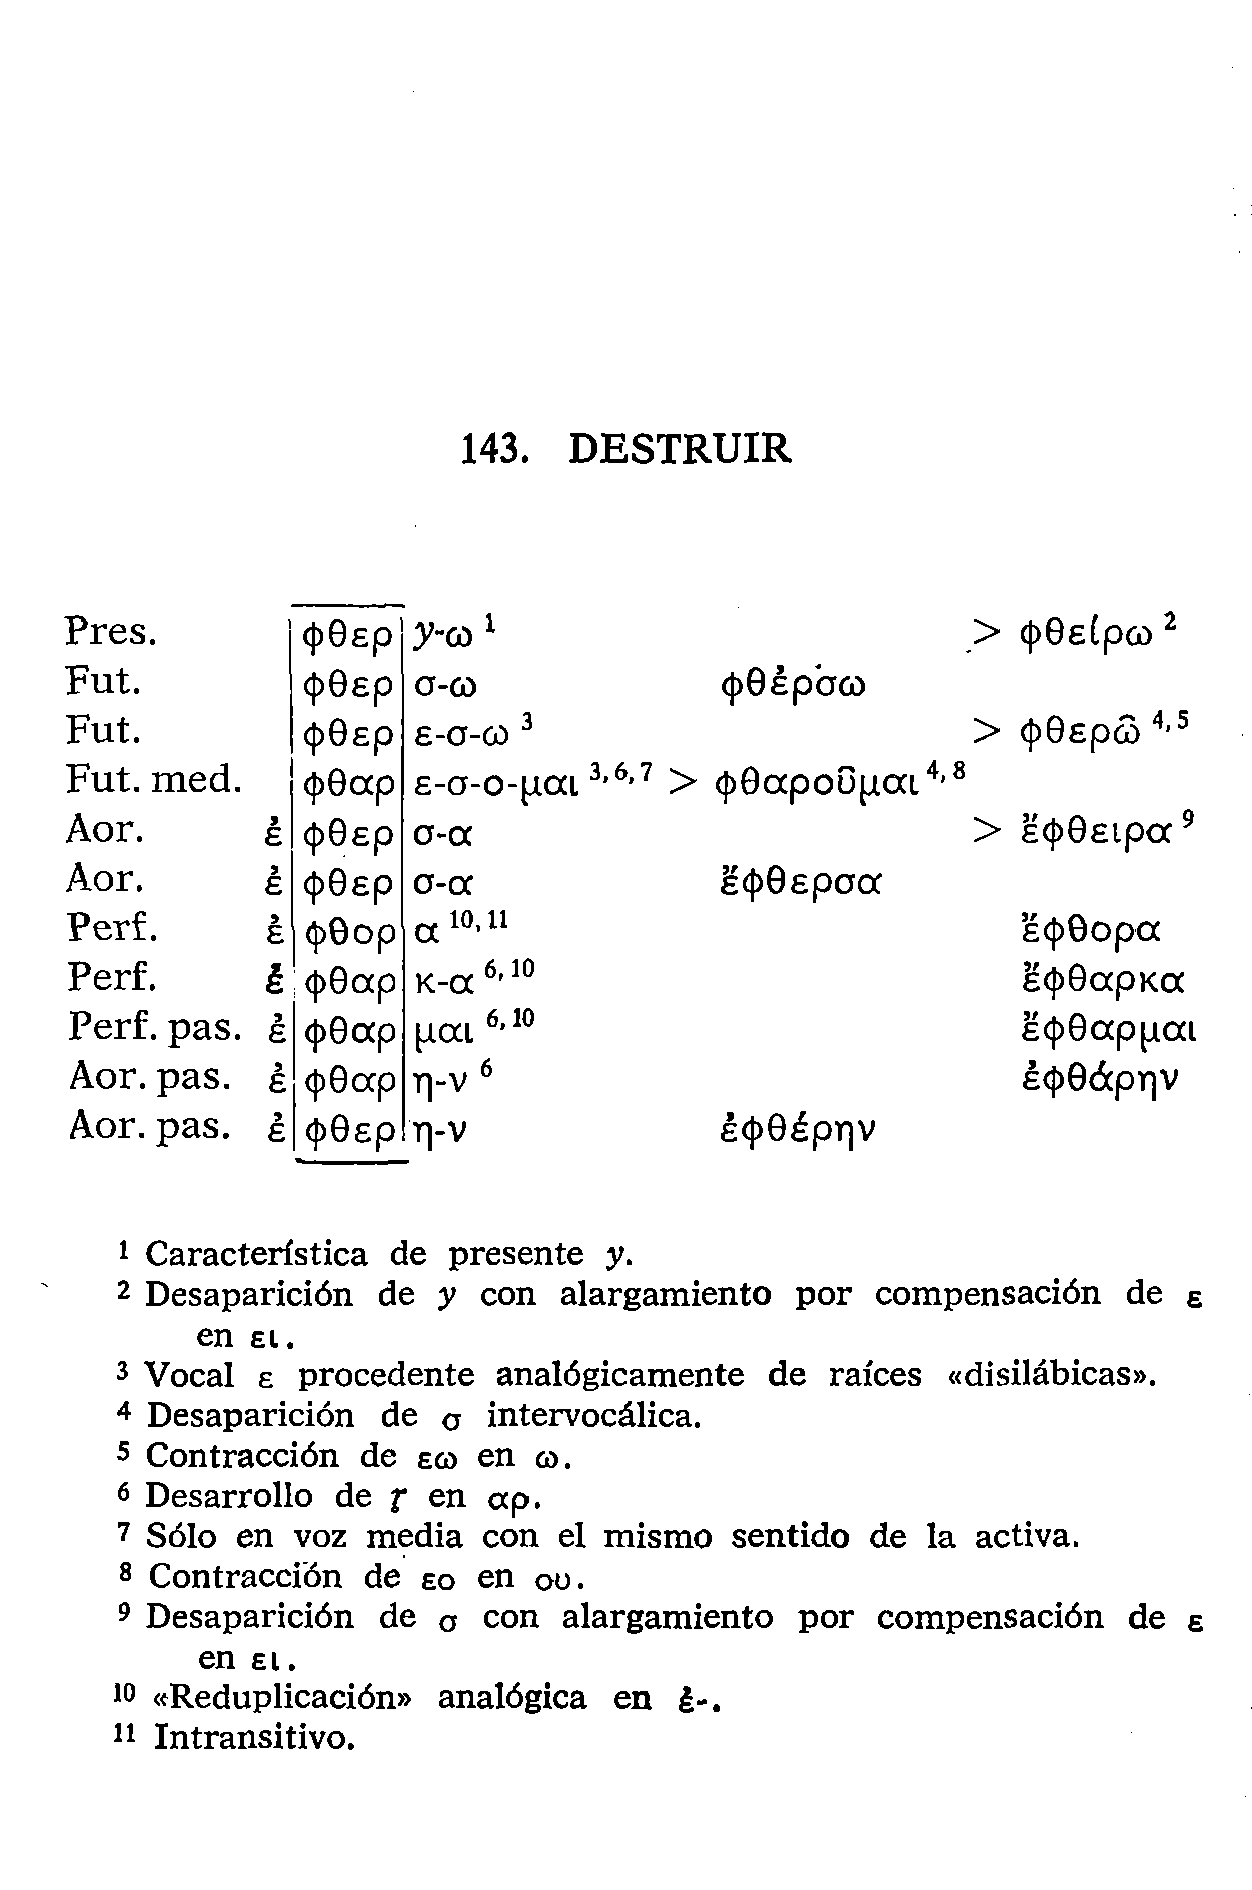 143. DESTRUIR
Pres. φθερ y-ω ¹ > φθείρω ²
Fut. φθερ σ-ω φθέρσω
Fut. φθερ ε-σ-ω ³ > φθερῶ ⁴,⁵
Fut. med. φθαρ ε-σ-ο-μαι ³,⁶,⁷ > φθαροῦμαι ⁴,⁸
Aor. ἐ φθερ σ-α > ἔφθειρα ⁹
Aor. ἐ φθερ σ-α ἔφθερσα
Perf. ἐ φθορ α ¹⁰,¹¹ ἔφθορα
Perf. ἐ φθαρ κ-α ⁶,¹⁰ ἔφθαρκα
Perf. pas. ἐ φθαρ μαι ⁶,¹⁰ ἔφθαρμαι
Aor. pas. ἐ φθαρ η-ν ⁶ ἐφθάρην
Aor. pas. ἐ φθερ η-ν ἐφθέρην
¹ Característica de presente y.
² Desaparición de y con alargamiento por compensación de ε
en ει.
³ Vocal ε procedente analógicamente de raíces «disilábicas».
⁴ Desaparición de σ intervocálica.
⁵ Contracción de εω en ω.
⁶ Desarrollo de r̥ en αρ.
⁷ Sólo en voz media con el mismo sentido de la activa.
⁸ Contracción de εο en ου.
⁹ Desaparición de σ con alargamiento por compensación de ε
en ει.
¹⁰ «Reduplicación» analógica en ἐ-.
¹¹ Intransitivo.